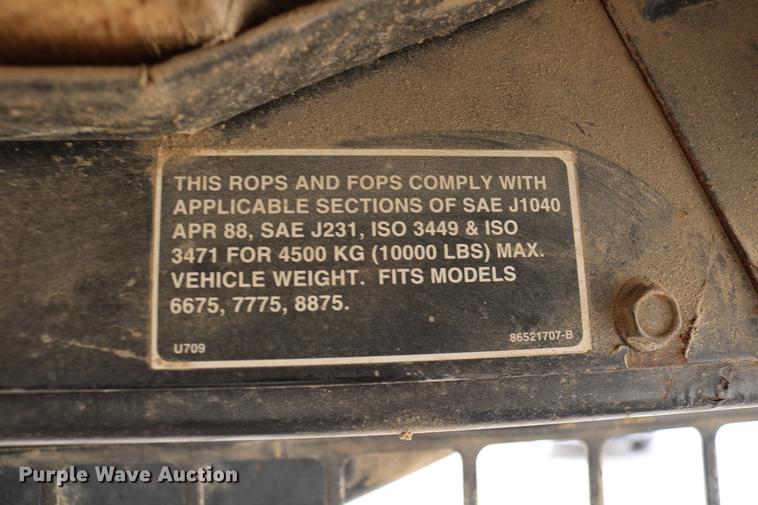 THIS ROPS AND FOPS COMPLY WITH
APPLICABLE SECTIONS OF SAE J1040
APR 88, SAE J231, ISO 3449 & ISO
3471 FOR 4500 KG (10000 LBS) MAX.
VEHICLE WEIGHT. FITS MODELS
6675, 7775, 8875.
U709 86521707-B
Purple Wave Auction